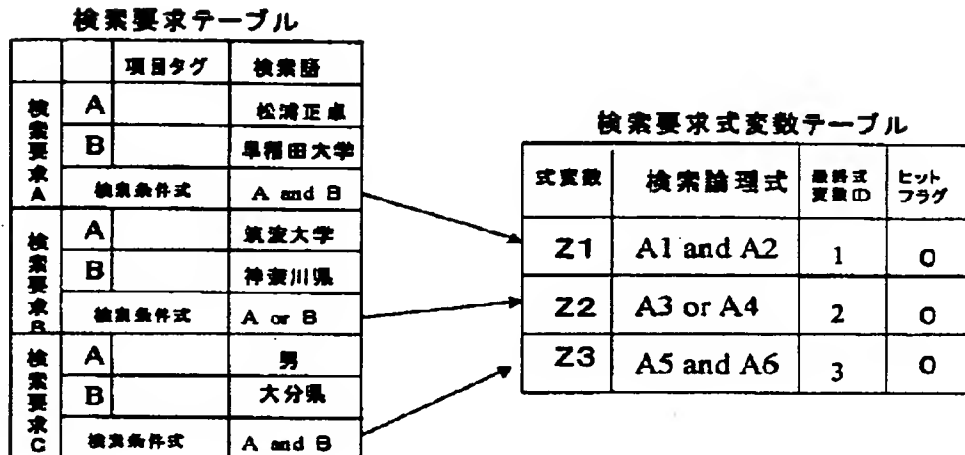 検索要求テーブル
項目タグ 検索語
検索要求A
A 松浦正卓
B 早稲田大学
検索条件式 A and B
検索要求B
A 筑波大学
B 神奈川県
検索条件式 A or B
検索要求C
A 男
B 大分県
検索条件式 A and B
検索要求式変数テーブル
式変数 検索論理式 最終式変数ID ヒットフラグ
Z1 A1 and A2 1 0
Z2 A3 or A4 2 0
Z3 A5 and A6 3 0